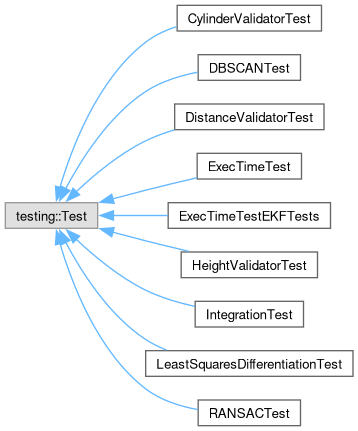 CylinderValidatorTest
DBSCANTest
DistanceValidatorTest
ExecTimeTest
testing::Test
ExecTimeTestEKFTests
HeightValidatorTest
IntegrationTest
LeastSquaresDifferentiationTest
RANSACTest